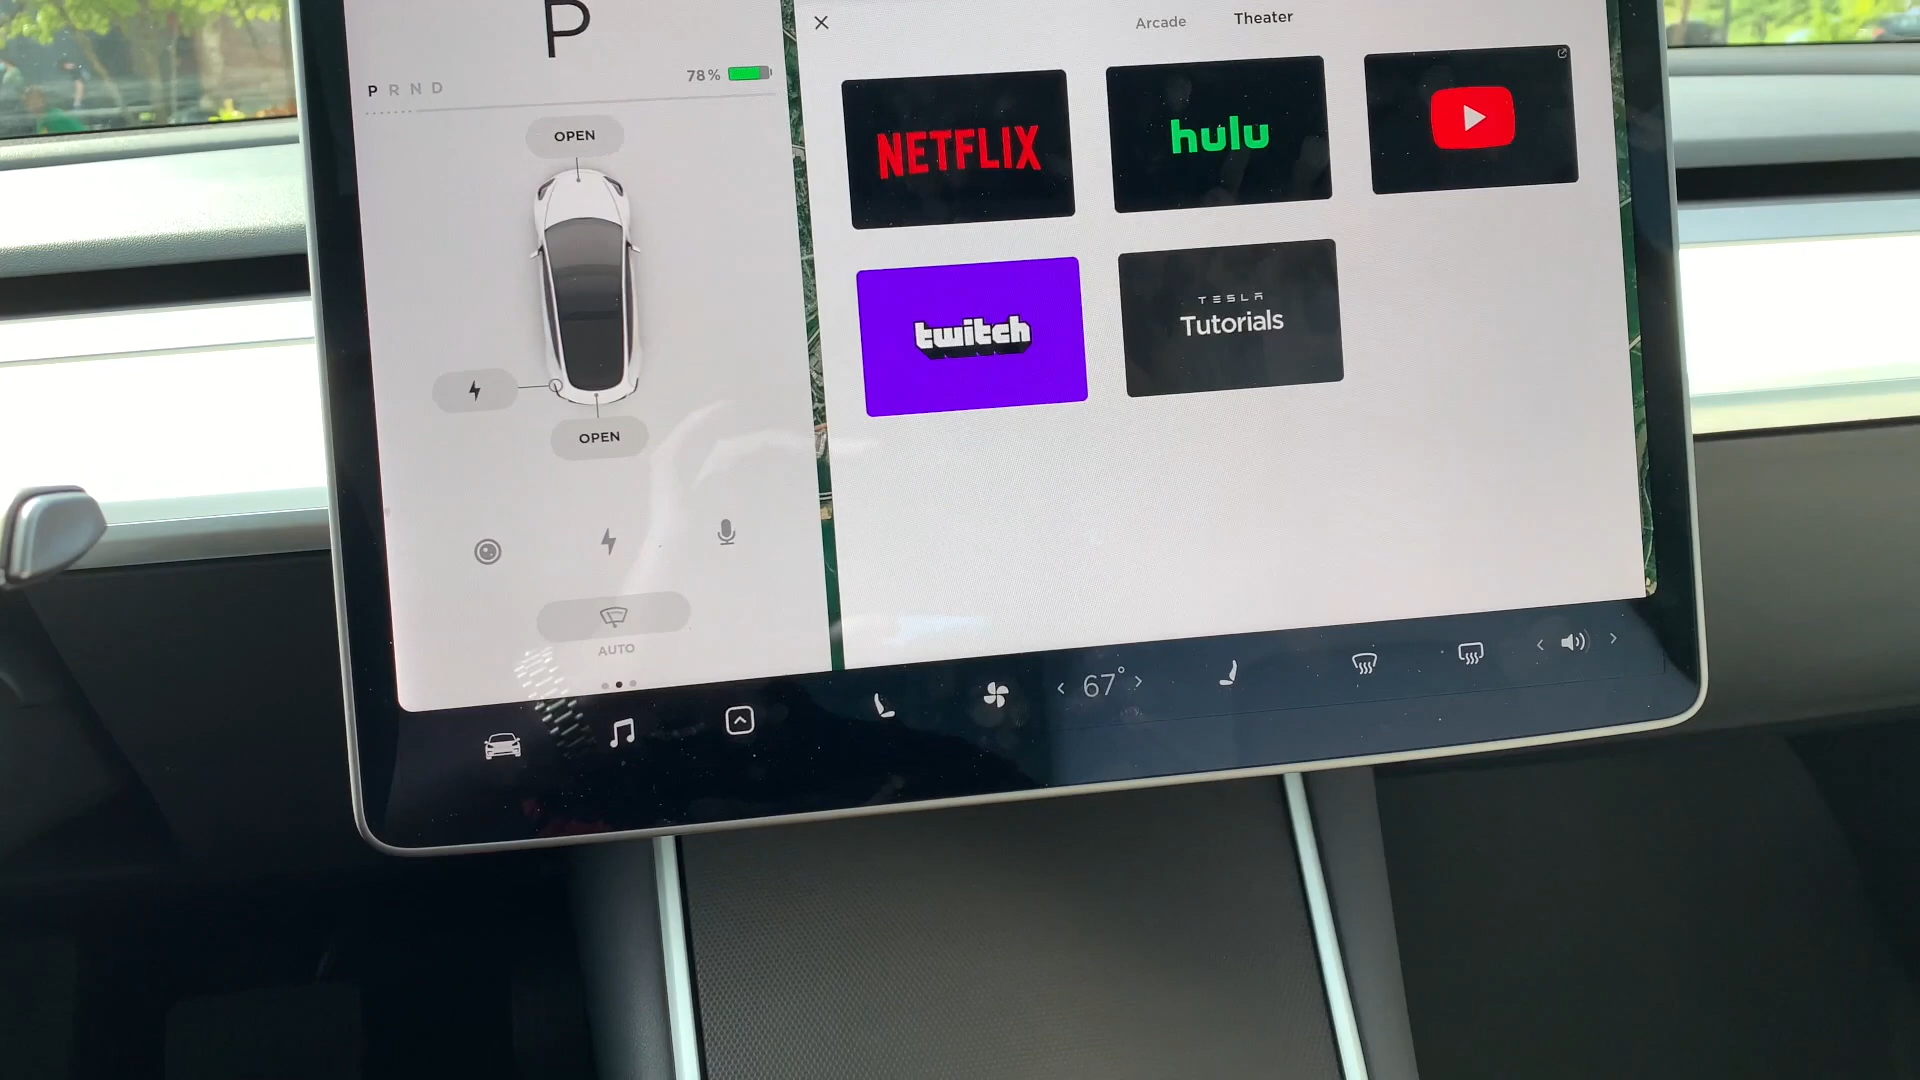 P
P R N D
78%
OPEN
OPEN
AUTO
Arcade
Theater
NETFLIX
hulu
twitch
TESLA
Tutorials
67°